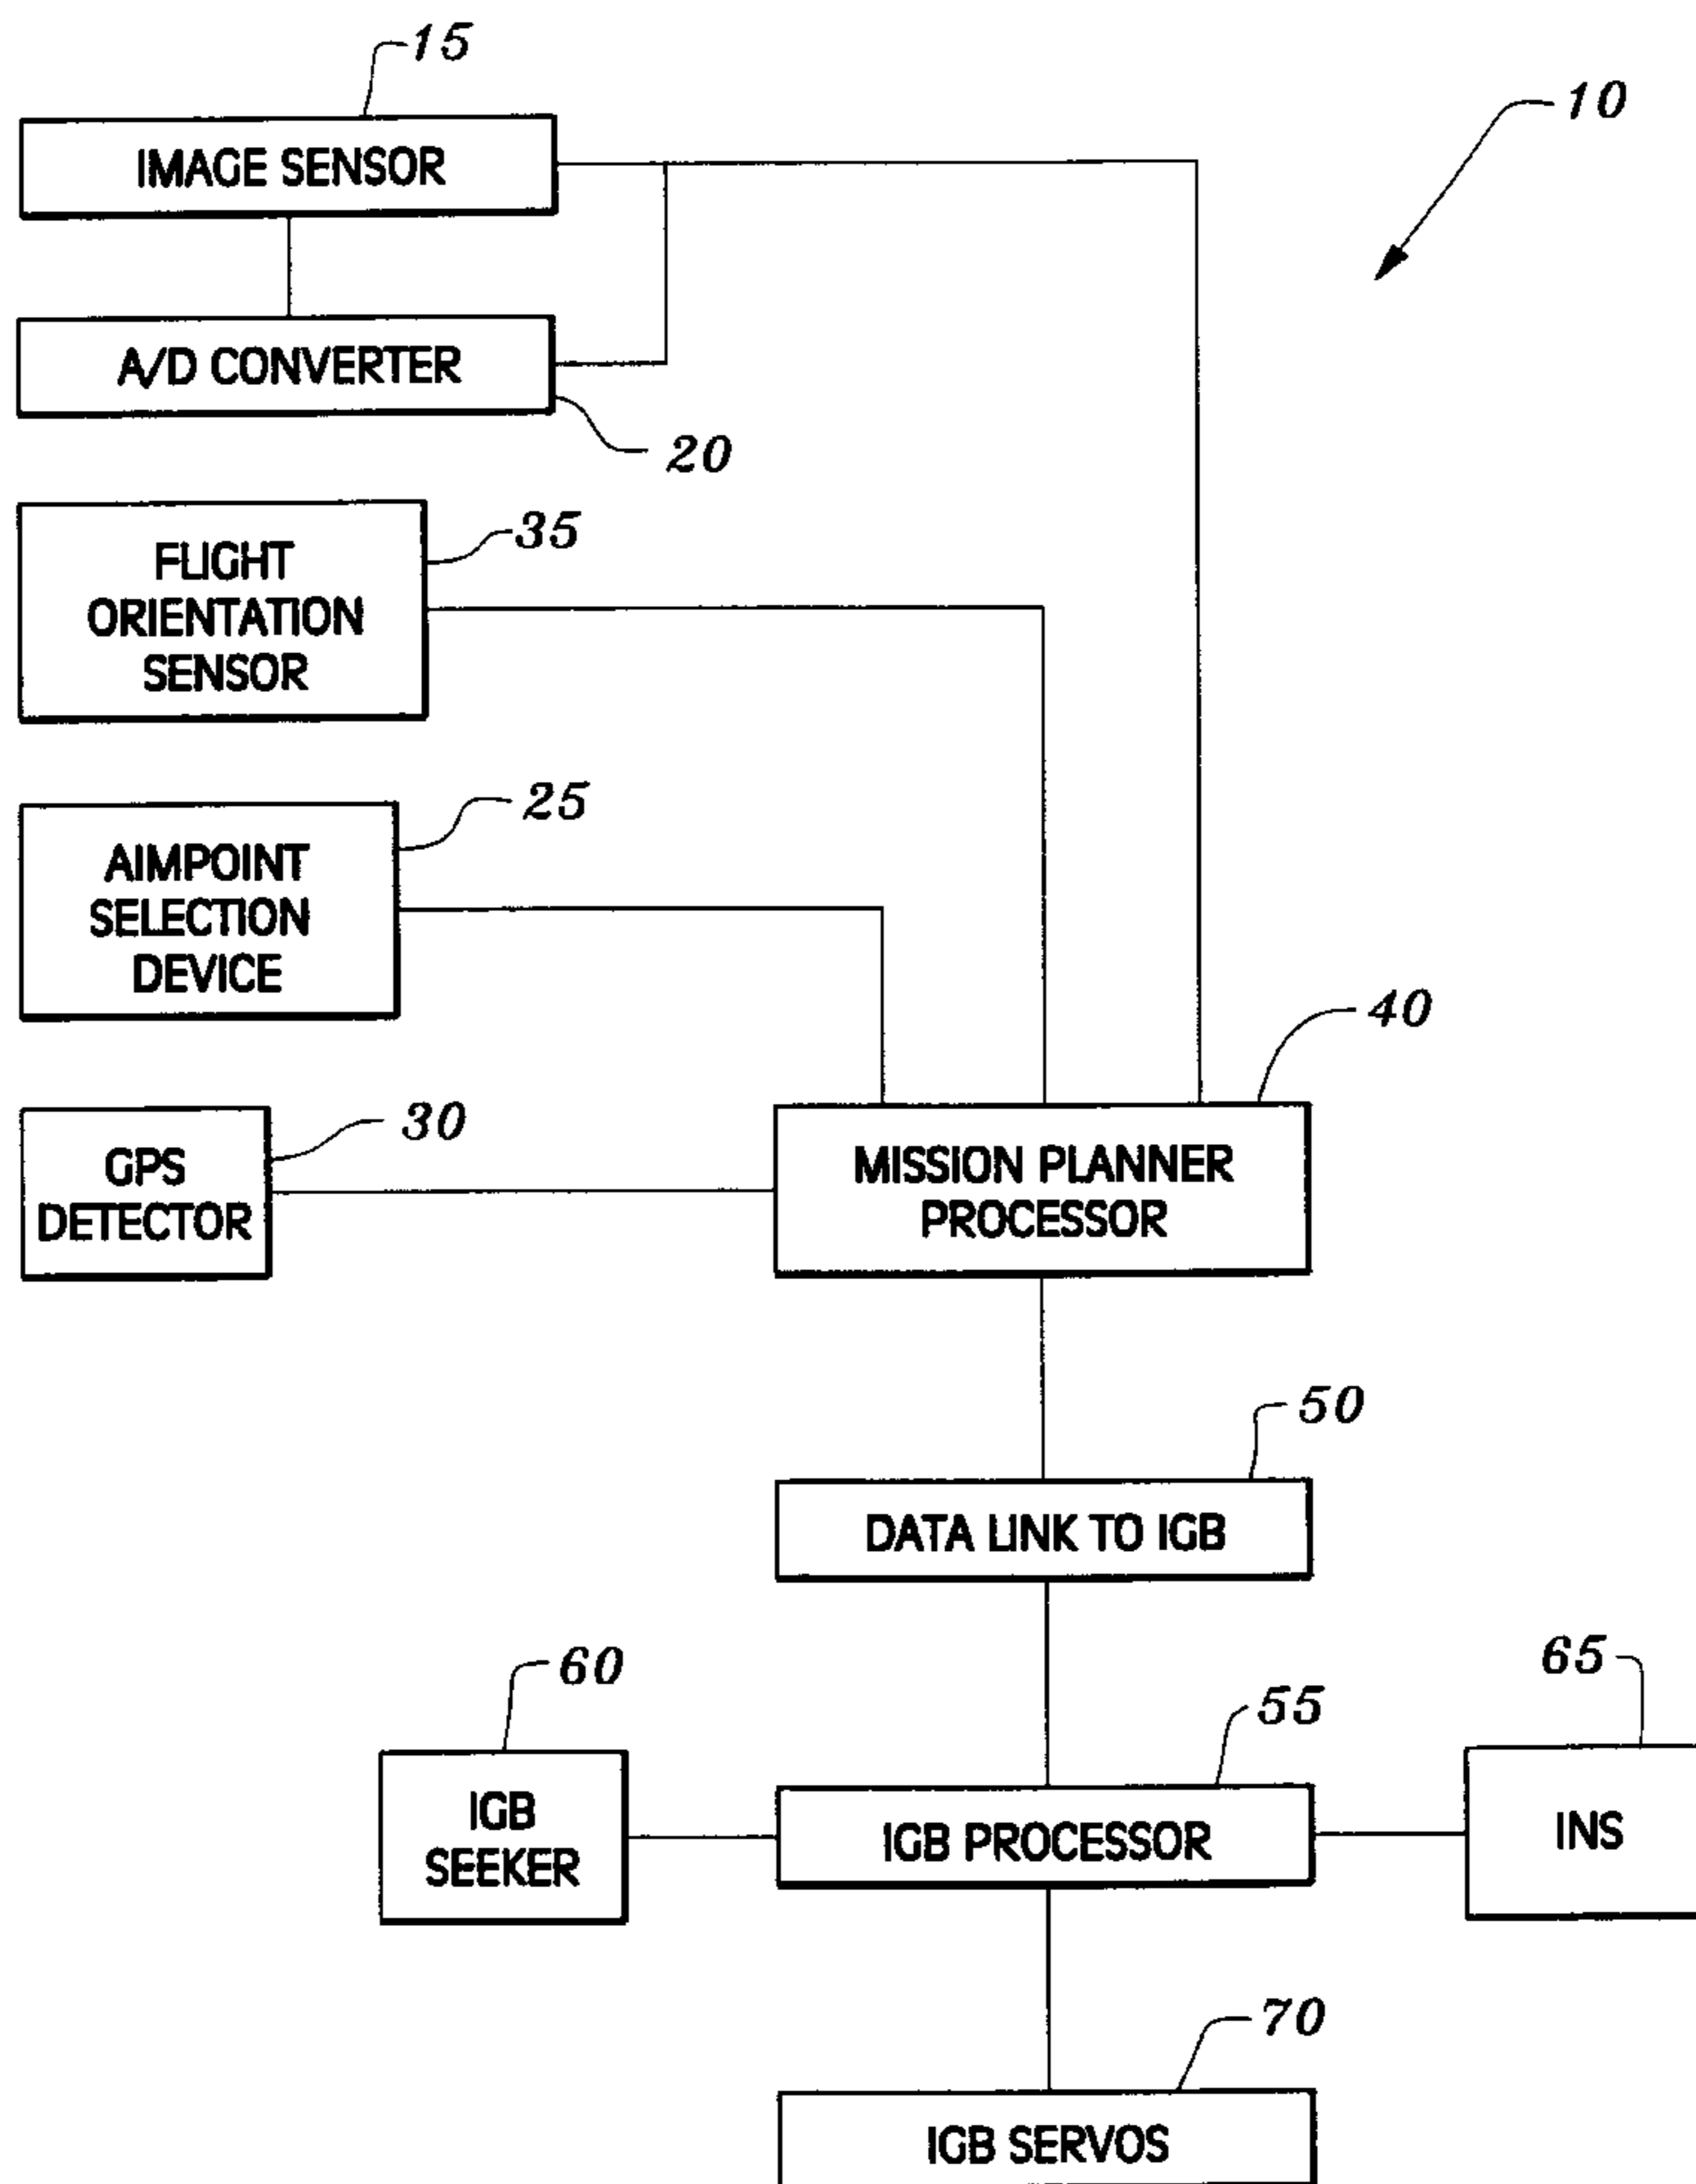 15
10
IMAGE SENSOR
A/D CONVERTER
20
35
FLIGHT
ORIENTATION
SENSOR
25
AIMPOINT
SELECTION
DEVICE
40
30
GPS
DETECTOR
MISSION PLANNER
PROCESSOR
50
DATA LINK TO IGB
60
65
55
IGB
SEEKER
IGB PROCESSOR
INS
70
IGB SERVOS